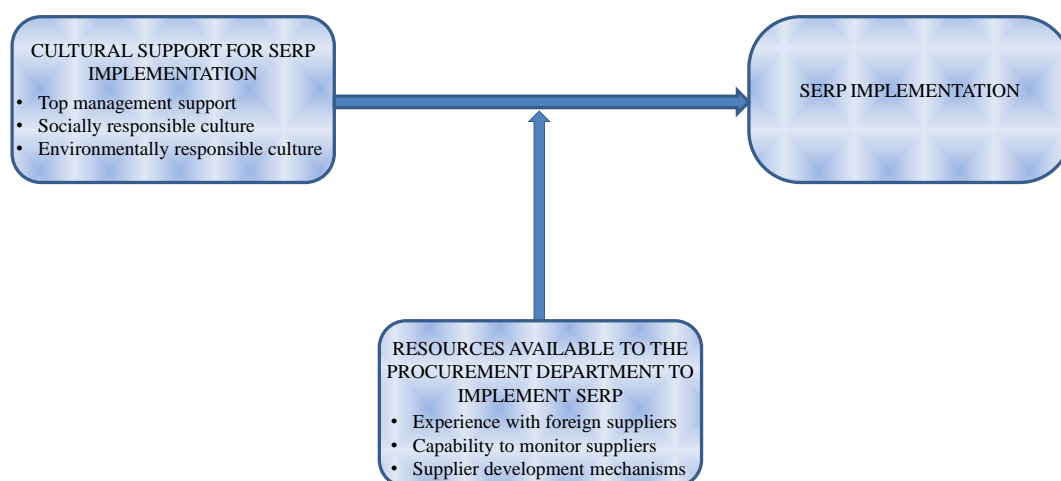 CULTURAL SUPPORT FOR SERP
IMPLEMENTATION
• Top management support
• Socially responsible culture
• Environmentally responsible culture
SERP IMPLEMENTATION
RESOURCES AVAILABLE TO THE
PROCUREMENT DEPARTMENT TO
IMPLEMENT SERP
• Experience with foreign suppliers
• Capability to monitor suppliers
• Supplier development mechanisms